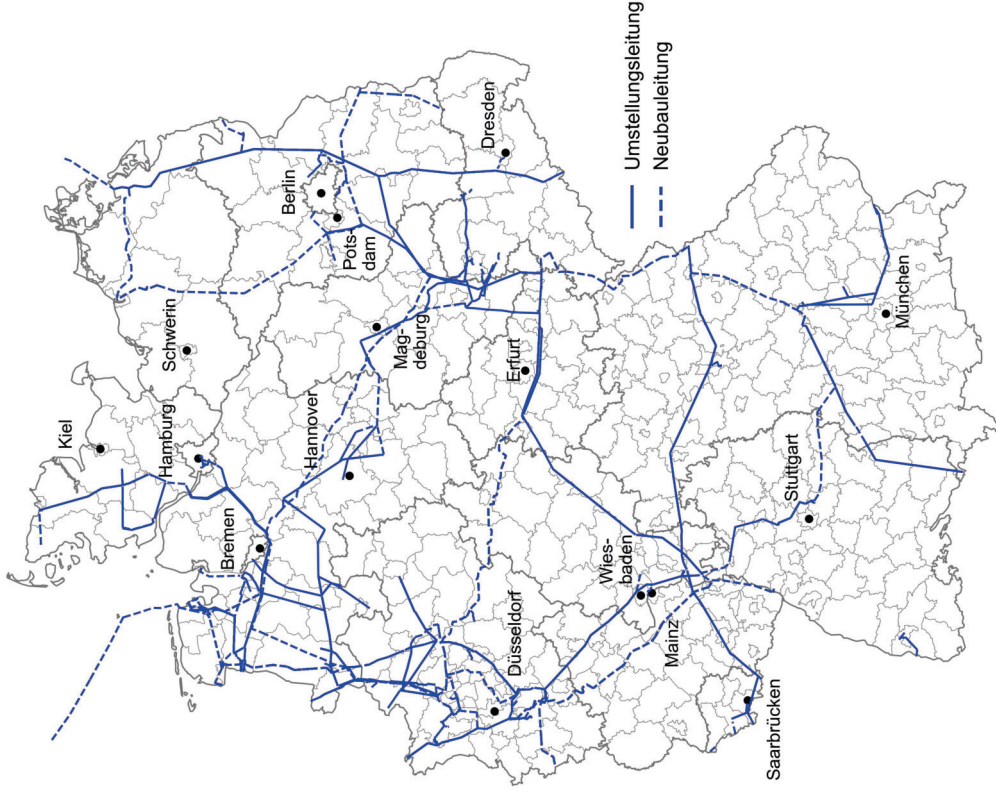 Kiel
Hamburg
Schwerin
Bremen
Hannover
Berlin
Pots-
dam
Mag-
deburg
Düsseldorf
Erfurt
Dresden
Wies-
baden
Mainz
Saarbrücken
Stuttgart
München
Umstellungsleitung
Neubauleitung